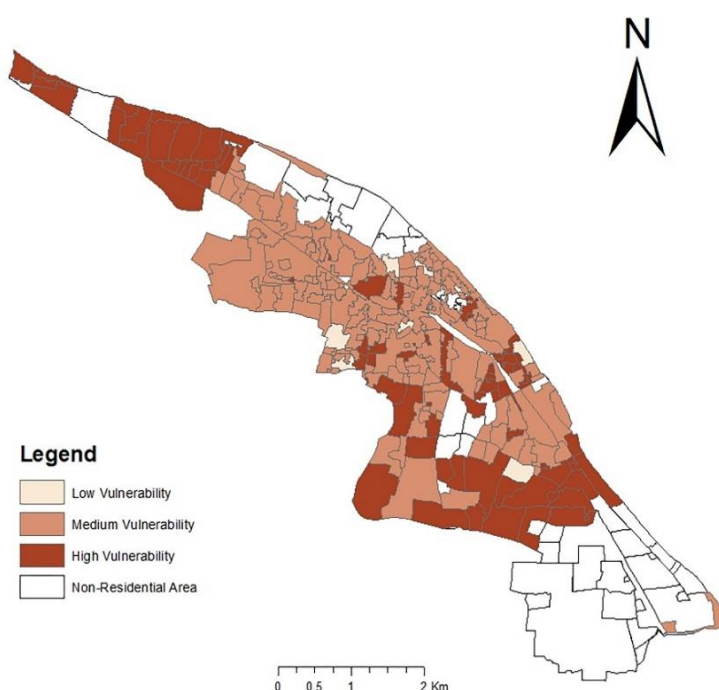 N
Legend
Low Vulnerability
Medium Vulnerability
High Vulnerability
Non-Residential Area
0 0.5 1 2 Km